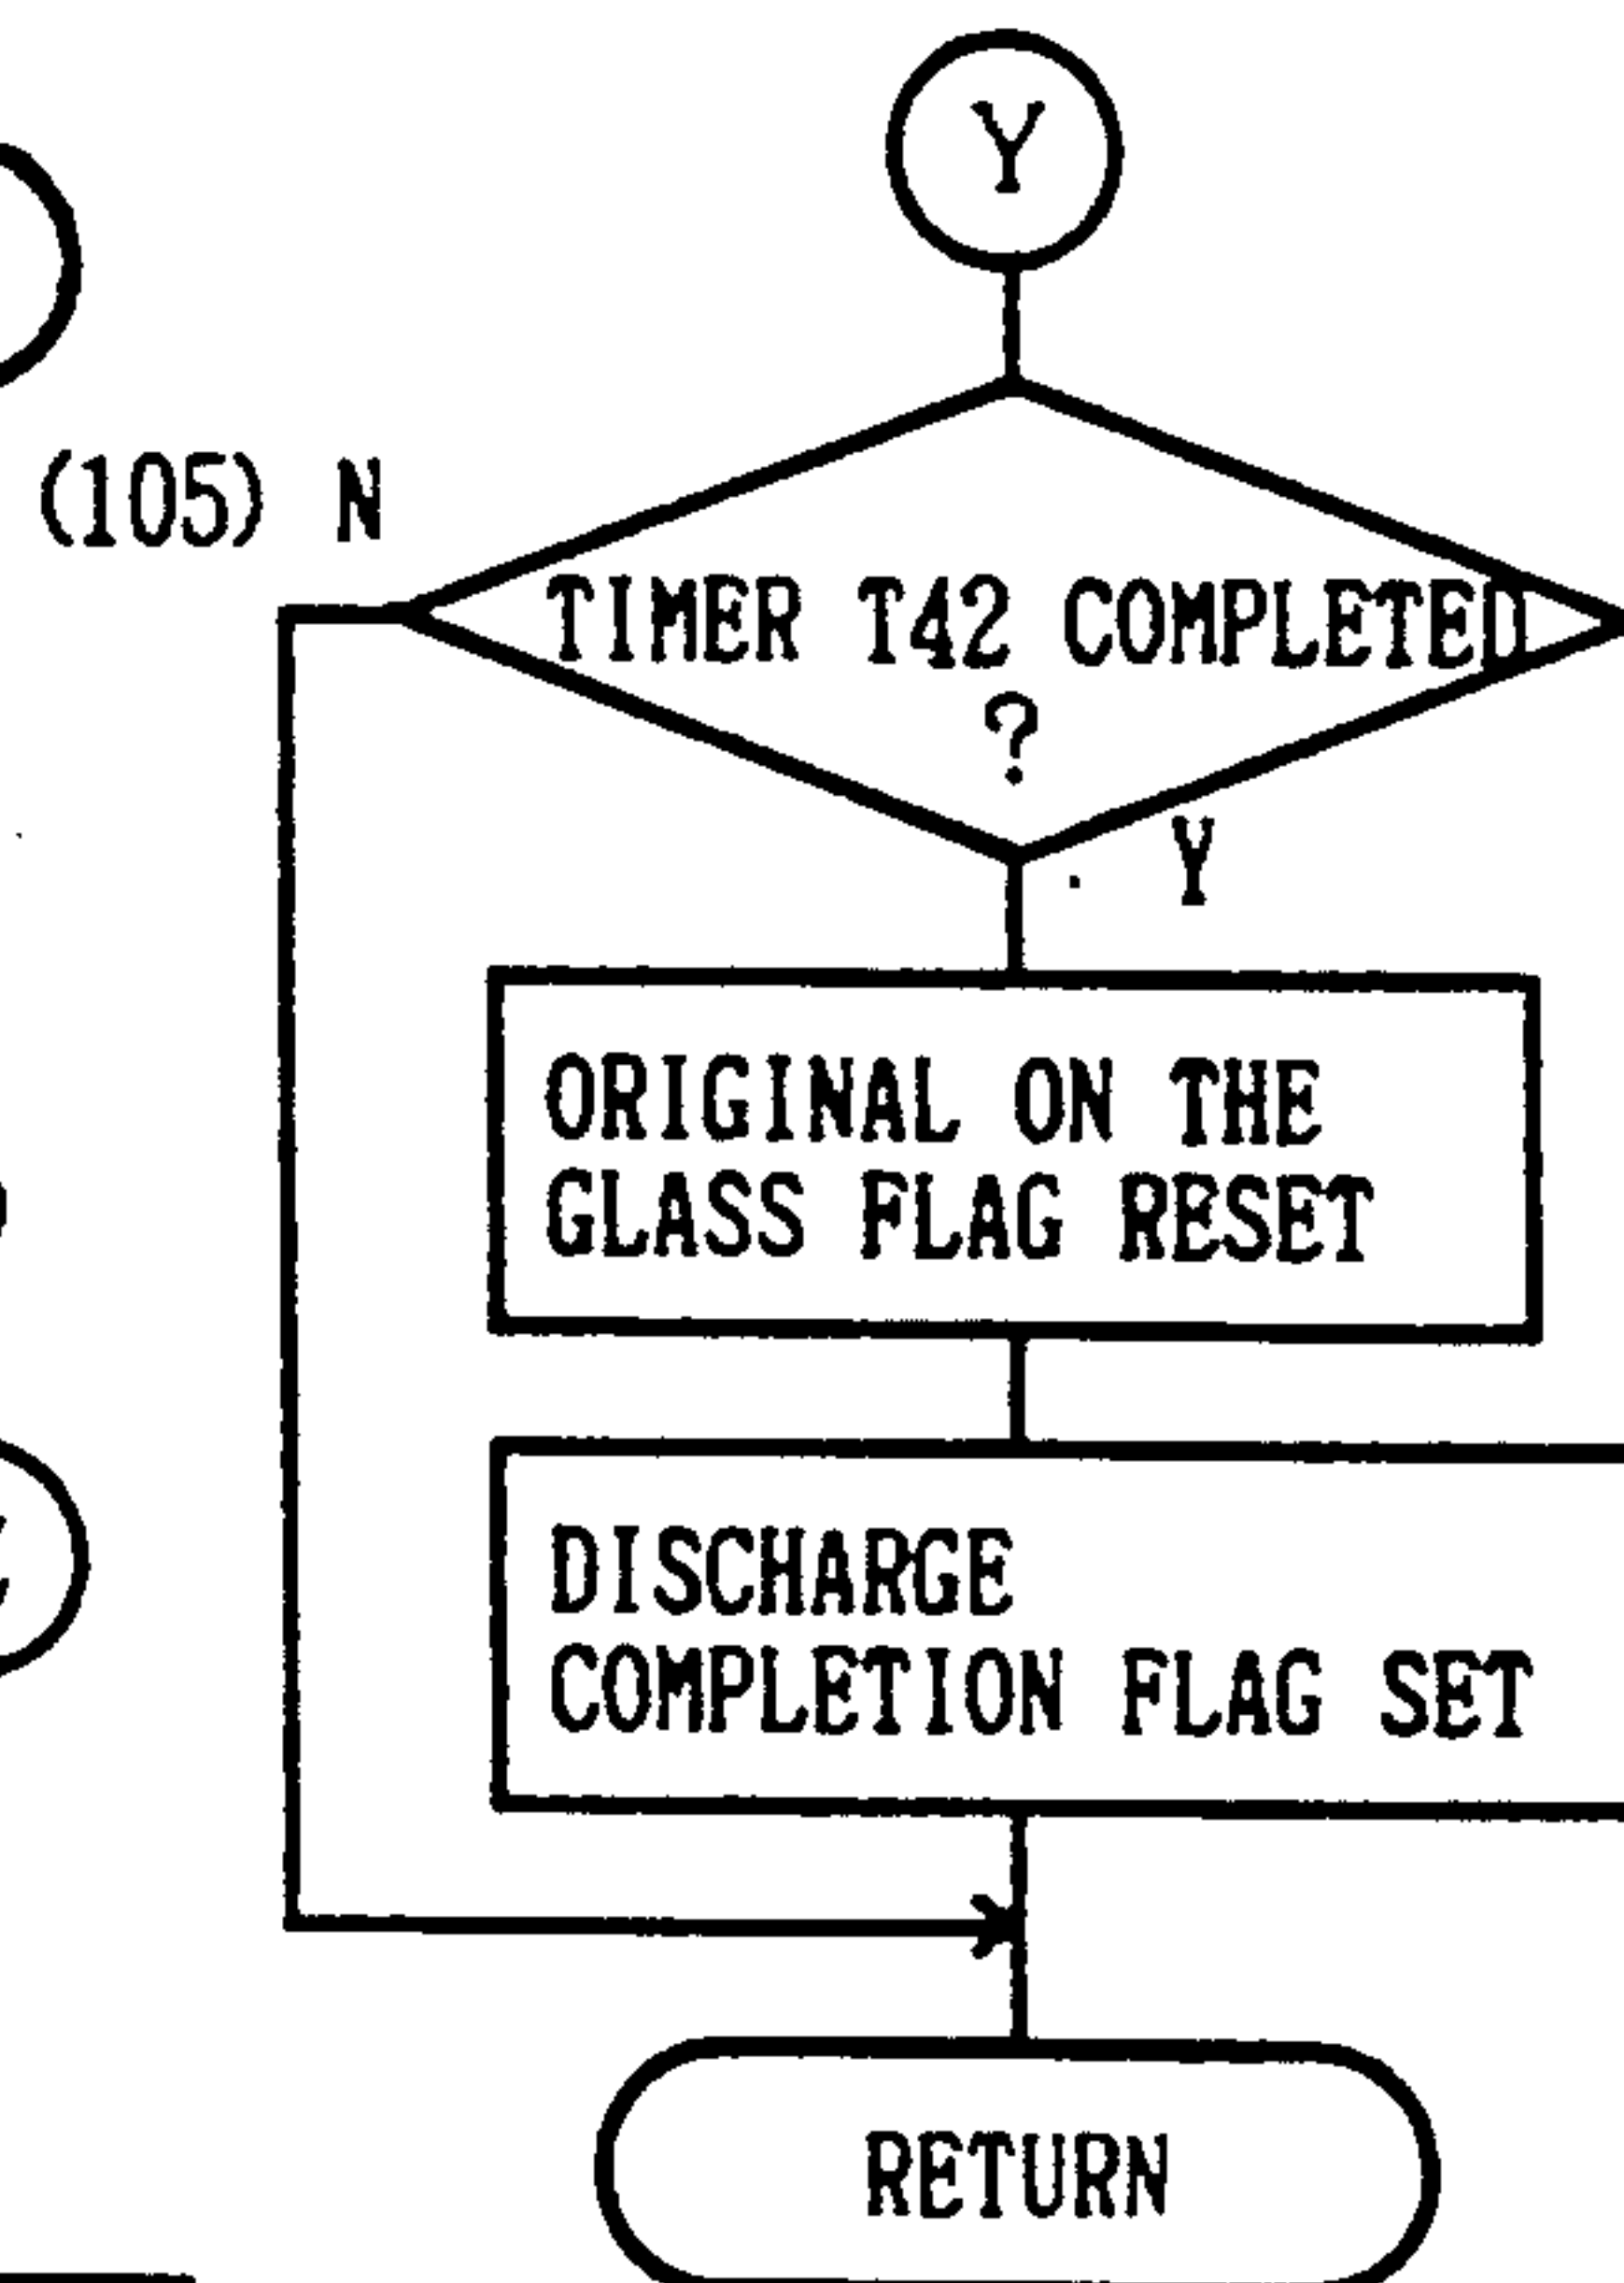 Y
(105) N
TIMER T42 COMPLETED
?
Y
ORIGINAL ON THE
GLASS FLAG RESET
DISCHARGE
COMPLETION FLAG SET
RETURN